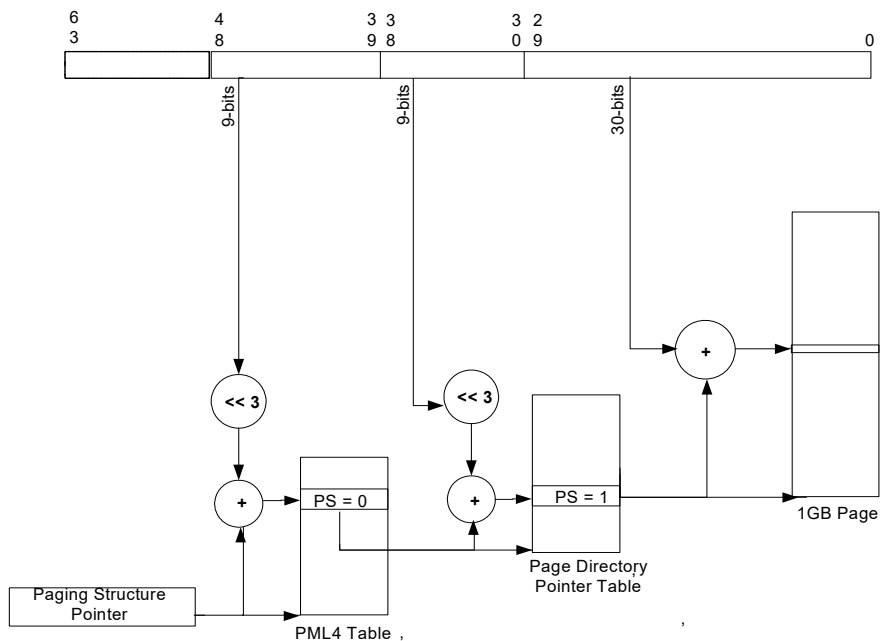 6 4 3 3 3 2
3 8 9 8 0 9 0
9-bits
9-bits
30-bits
+
<< 3
<< 3
+
PS = 0
+
PS = 1
1GB Page
Page Directory
Pointer Table
,
Paging Structure
Pointer
PML4 Table ,
,